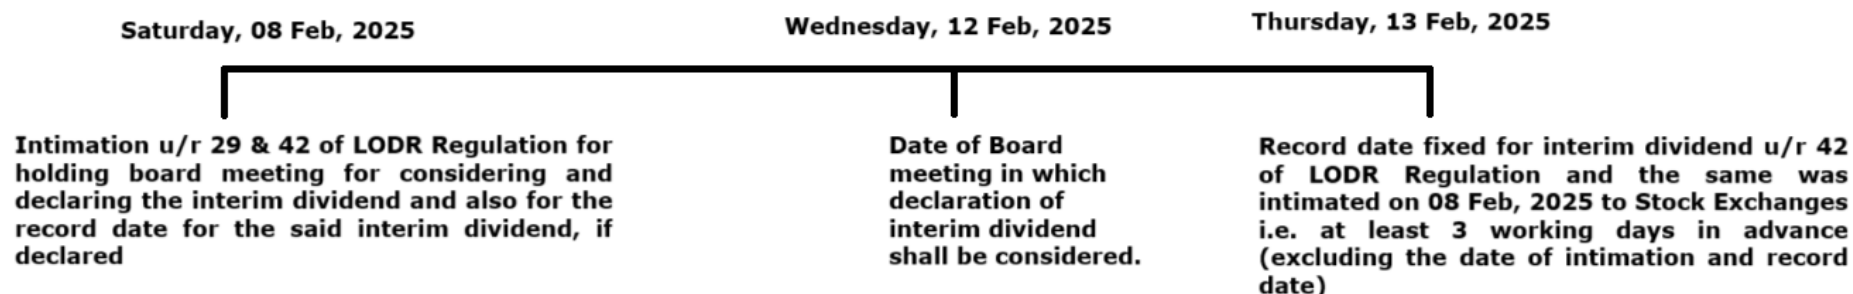 Saturday, 08 Feb, 2025
Wednesday, 12 Feb, 2025
Thursday, 13 Feb, 2025
Intimation u/r 29 & 42 of LODR Regulation for
holding board meeting for considering and
declaring the interim dividend and also for the
record date for the said interim dividend, if
declared
Date of Board
meeting in which
declaration of
interim dividend
shall be considered.
Record date fixed for interim dividend u/r 42
of LODR Regulation and the same was
intimated on 08 Feb, 2025 to Stock Exchanges
i.e. at least 3 working days in advance
(excluding the date of intimation and record
date)